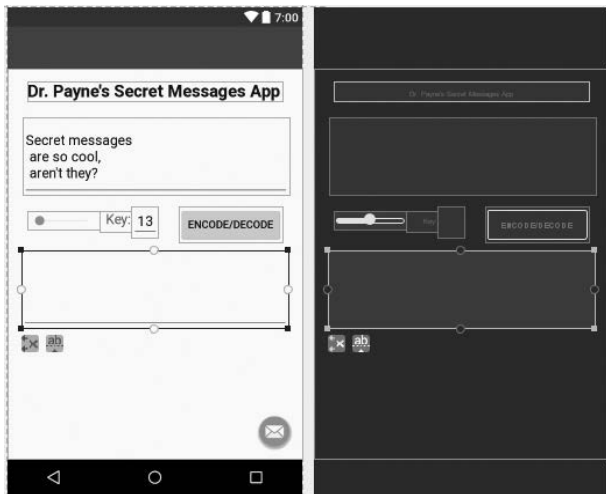 7:00
Dr. Payne's Secret Messages App
Secret messages
are so cool,
aren't they?
Key: 13
ENCODE/DECODE
ab
Dr. Payne's Secret Messages App
Key:
ENCODE/DECODE
ab